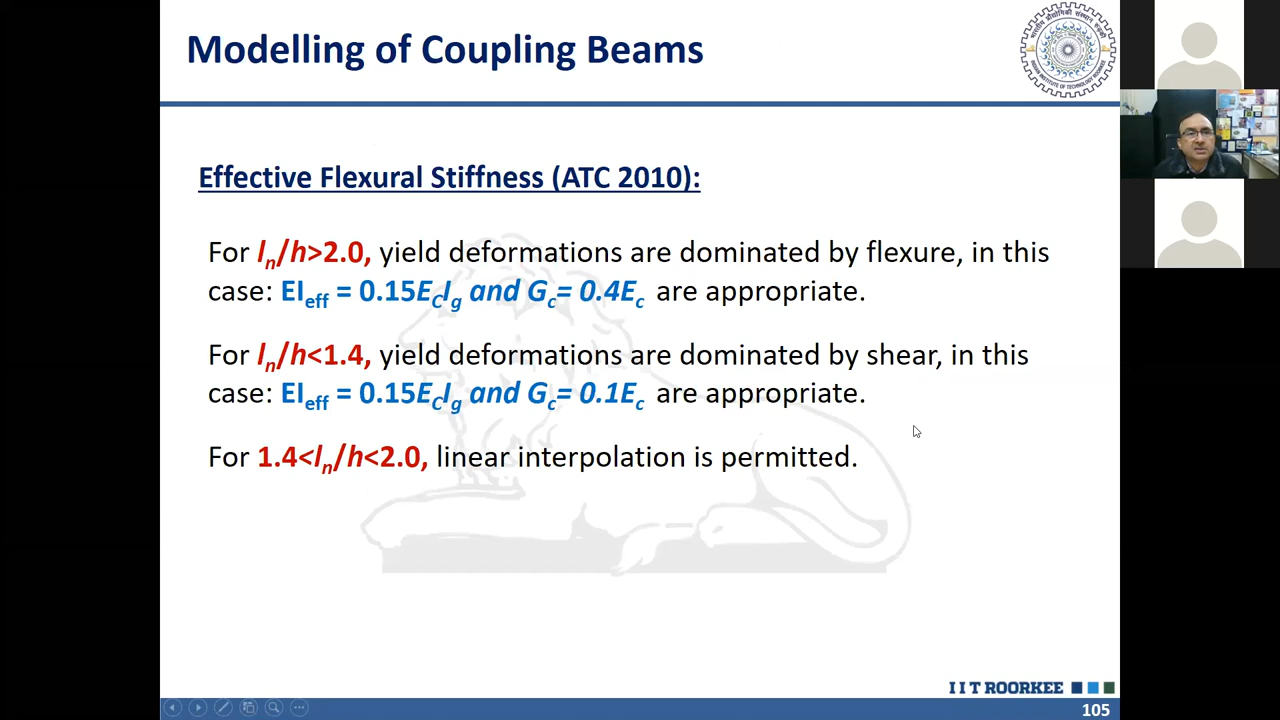 Modelling of Coupling Beams
Effective Flexural Stiffness (ATC 2010):
For lₙ/h>2.0, yield deformations are dominated by flexure, in this
case: EIeff = 0.15ECIg and Gc= 0.4Ec are appropriate.
For lₙ/h<1.4, yield deformations are dominated by shear, in this
case: EIeff = 0.15ECIg and Gc= 0.1Ec are appropriate.
For 1.4<lₙ/h<2.0, linear interpolation is permitted.
I I T ROORKEE
105